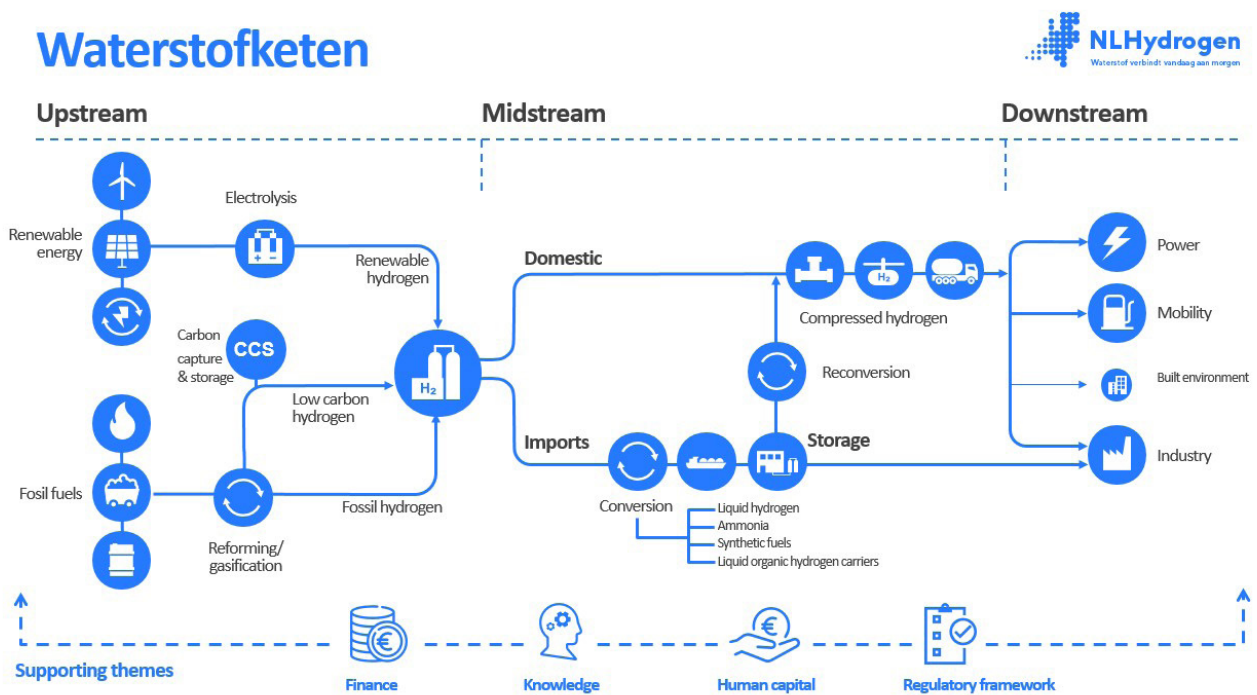 Waterstofketen
NLHydrogen
Waterstof verbindt vandaag aan morgen
Upstream
Midstream
Downstream
Electrolysis
Renewable
energy
Renewable
hydrogen
Domestic
Power
Compressed hydrogen
Mobility
Carbon
capture
& storage
CCS
H₂
H₂
Reconversion
Built environment
Low carbon
hydrogen
Imports
Storage
Industry
Fosil fuels
Fossil hydrogen
Conversion
Liquid hydrogen
Ammonia
Synthetic fuels
Liquid organic hydrogen carriers
Reforming/
gasification
Supporting themes
Finance
Knowledge
Human capital
Regulatory framework